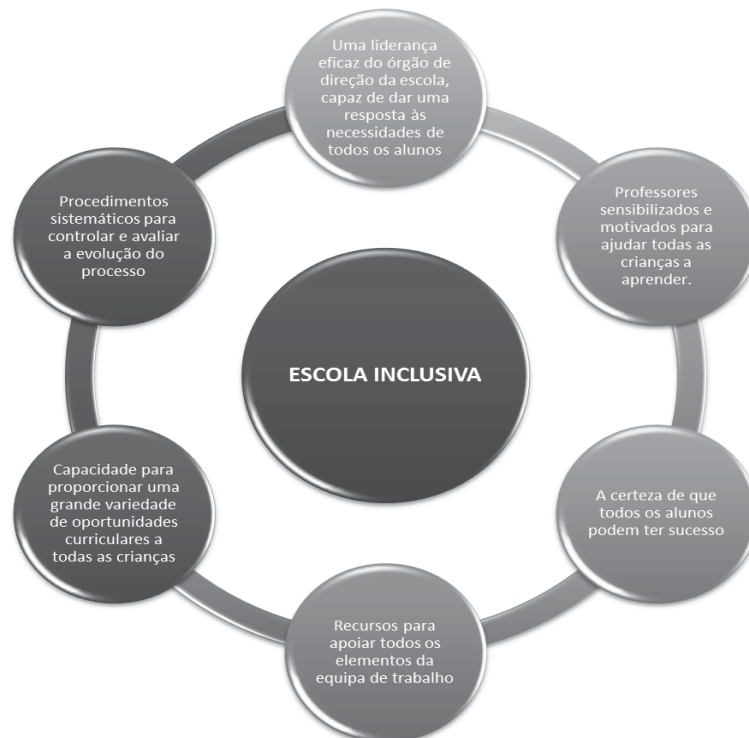 Uma liderança
eficaz do órgão de
direção da escola,
capaz de dar uma
resposta às
necessidades de
todos os alunos
Professores
sensibilizados e
motivados para
ajudar todas as
crianças a
aprender.
A certeza de que
todos os alunos
podem ter sucesso
Recursos para
apoiar todos os
elementos da
equipa de trabalho
Capacidade para
proporcionar uma
grande variedade
de oportunidades
curriculares a
todas as crianças
Procedimentos
sistemáticos para
controlar e avaliar
a evolução do
processo
ESCOLA INCLUSIVA